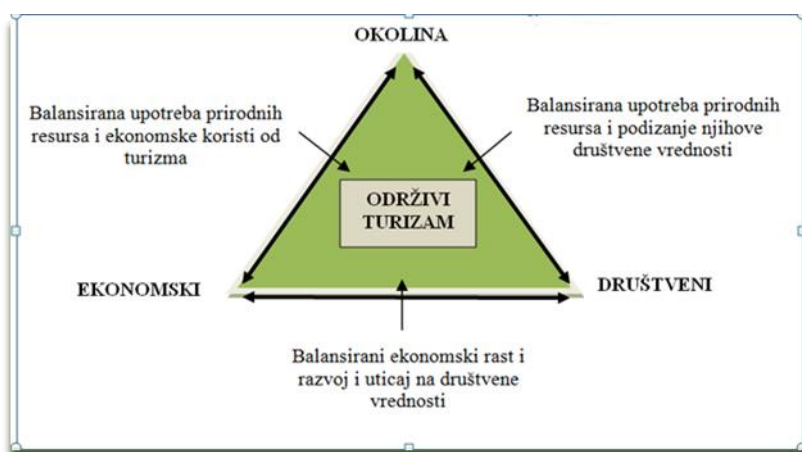 OKOLINA
Balansirana upotreba prirodnih
resursa i ekonomske koristi od
turizma
Balansirana upotreba prirodnih
resursa i podizanje njihove
društvene vrednosti
ODRŽIVI
TURIZAM
EKONOMSKI
DRUŠTVENI
Balansirani ekonomski rast i
razvoj i uticaj na društvene
vrednosti